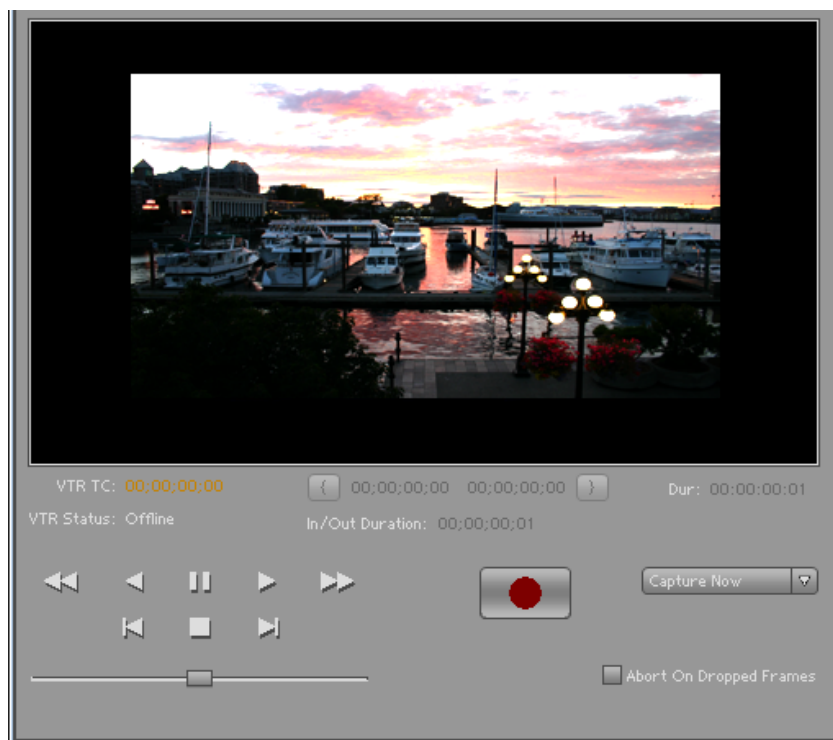 VTR TC: 00;00;00;00 { 00;00;00;00 00;00;00;00 } Dur: 00:00:00:01
VTR Status: Offline In/Out Duration: 00;00;00;01
Capture Now
Abort On Dropped Frames